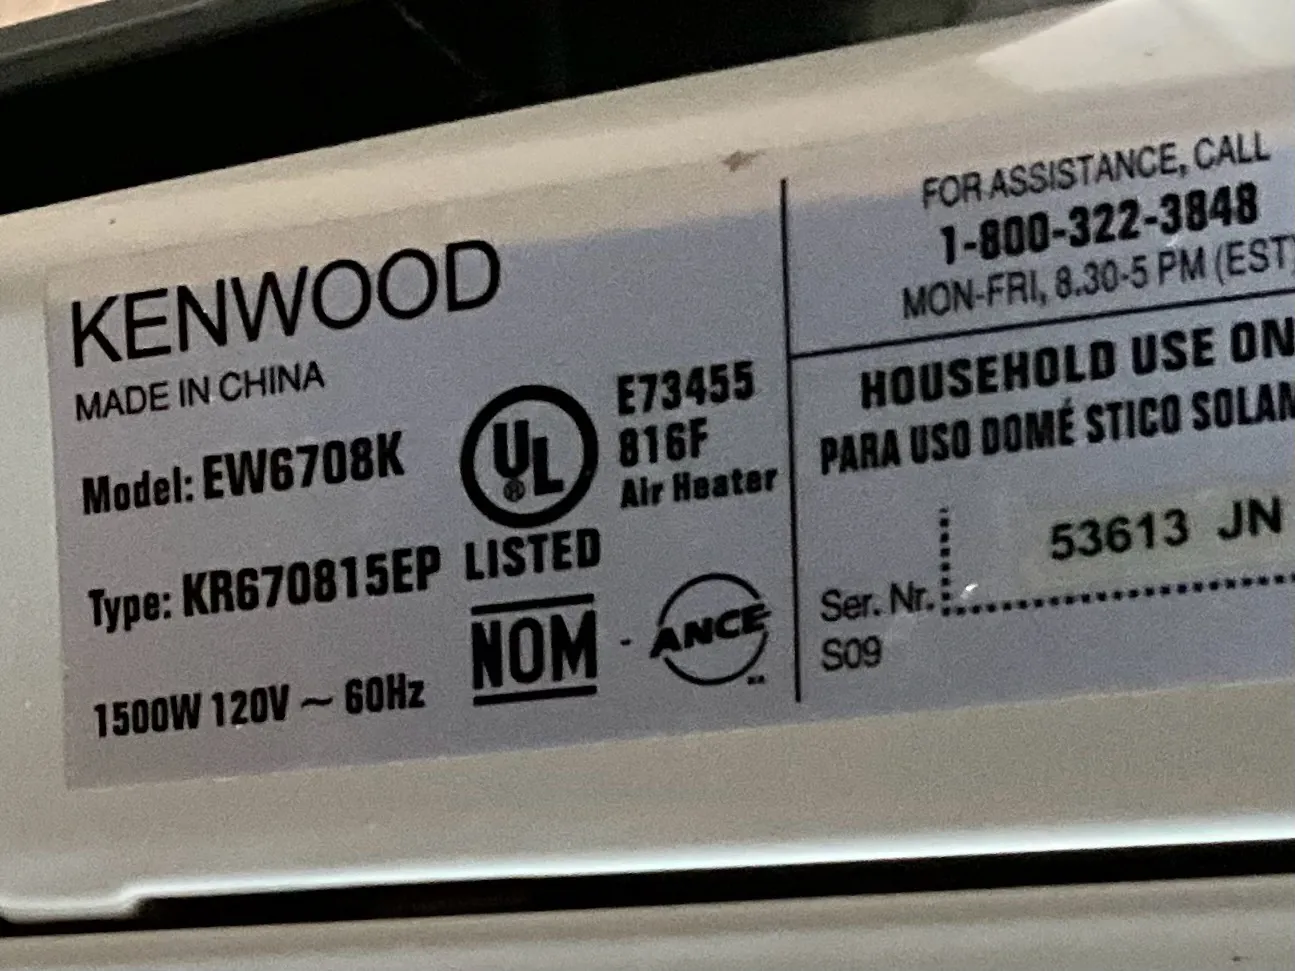 KENWOOD
MADE IN CHINA
Model: EW6708K
Type: KR670815EP
1500W 120V ~ 60Hz
UL
®
LISTED
E73455
816F
Air Heater
NOM - ANCE
FOR ASSISTANCE, CALL
1-800-322-3848
MON-FRI, 8.30-5 PM (EST)
HOUSEHOLD USE ON
PARA USO DOMÉ STICO SOLAN
53613 JN
Ser. Nr.
S09